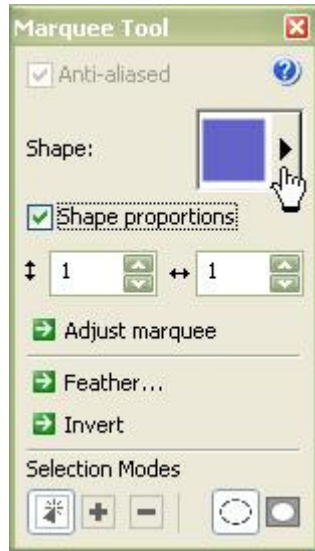 Marquee Tool
Anti-aliased
Shape:
Shape proportions
1 1
Adjust marquee
Feather...
Invert
Selection Modes